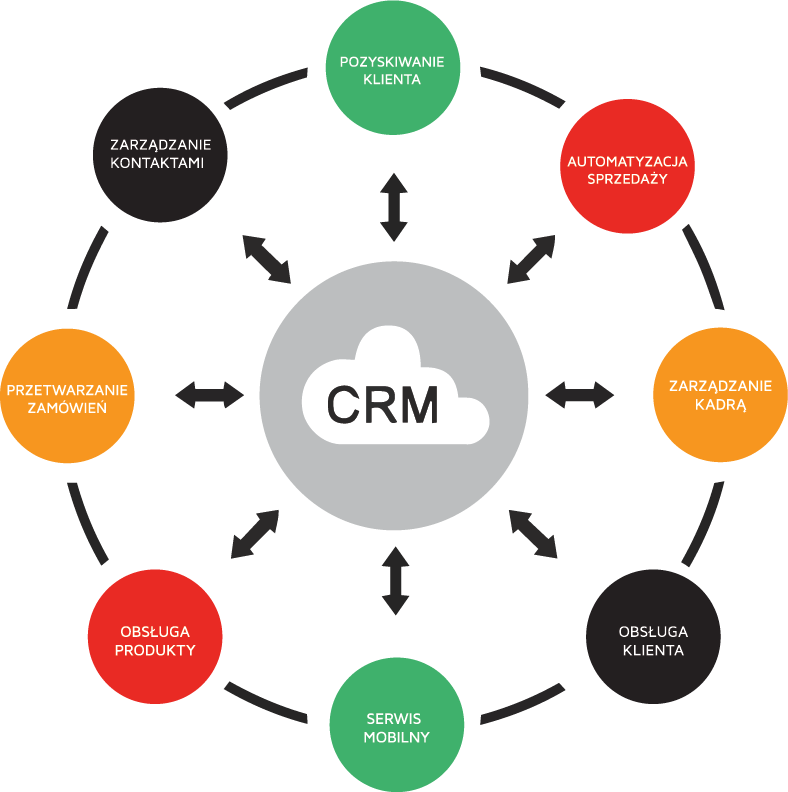 POZYSKIWANIE
KLIENTA
AUTOMATYZACJA
SPRZEDAŻY
ZARZĄDZANIE
KADRĄ
OBSŁUGA
KLIENTA
SERWIS
MOBILNY
OBSŁUGA
PRODUKTY
PRZETWARZANIE
ZAMÓWIEŃ
ZARZĄDZANIE
KONTAKTAMI
CRM